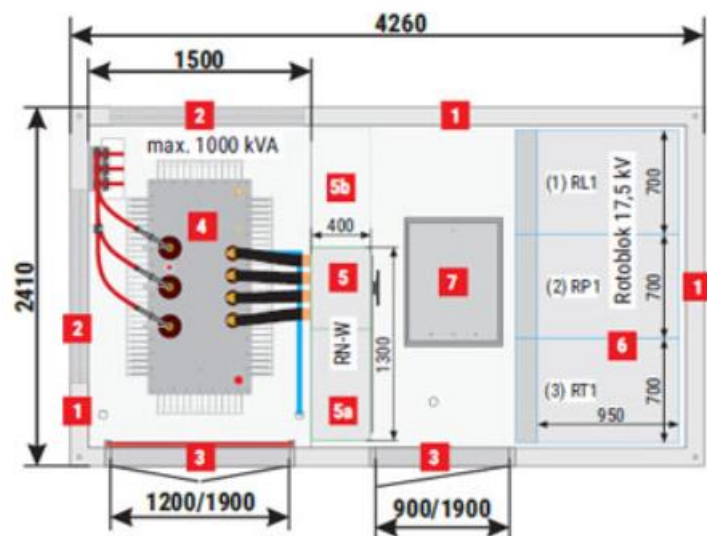 4260
1500
2
1
max. 1000 kVA
5b
(1) RL1
700
4
400
Rotoblok 17,5 kV
2410
5
7
(2) RP1
700
1
2
RN-W
1300
6
1
5a
(3) RT1
700
950
3
3
1200/1900
900/1900